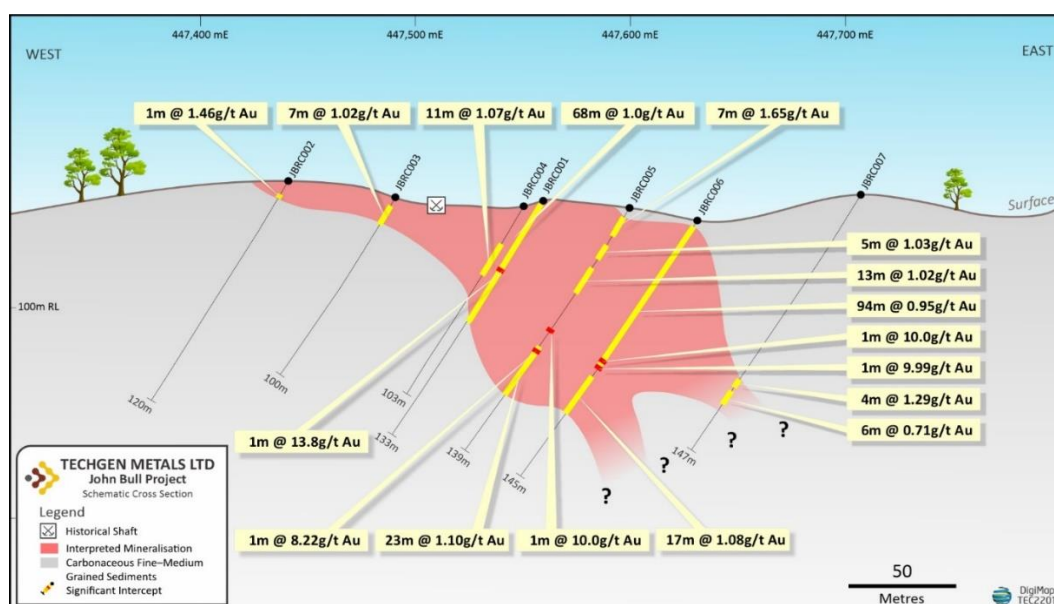 447,400 mE
447,500 mE
447,600 mE
447,700 mE
WEST
EAST
1m @ 1.46g/t Au
7m @ 1.02g/t Au
11m @ 1.07g/t Au
68m @ 1.0g/t Au
7m @ 1.65g/t Au
JBRC002
JBRC003
JBRC004
JBRC001
JBRC005
JBRC006
JBRC007
Surface
5m @ 1.03g/t Au
13m @ 1.02g/t Au
100m RL
94m @ 0.95g/t Au
1m @ 10.0g/t Au
1m @ 9.99g/t Au
4m @ 1.29g/t Au
6m @ 0.71g/t Au
120m
100m
103m
133m
139m
145m
147m
1m @ 13.8g/t Au
?
?
?
?
TECHGEN METALS LTD
John Bull Project
Schematic Cross Section
Legend
Historical Shaft
Interpreted Mineralisation
Carbonaceous Fine–Medium
Grained Sediments
Significant Intercept
1m @ 8.22g/t Au
23m @ 1.10g/t Au
1m @ 10.0g/t Au
17m @ 1.08g/t Au
50
Metres
DigiMap
TEC2201